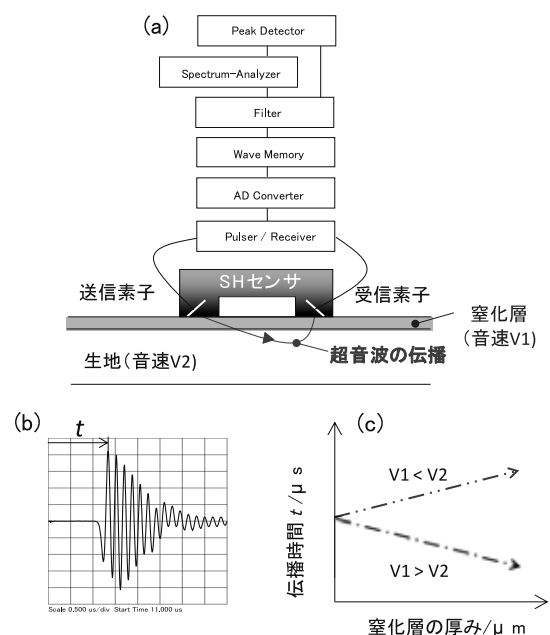 (a)
Peak Detector
Spectrum-Analyzer
Filter
Wave Memory
AD Converter
Pulser / Receiver
SHセンサ
送信素子
受信素子
窒化層
(音速V1)
超音波の伝播
生地(音速V2)
(b)
t
Scale 0.500 us/div Start Time 11.000 us
(c)
伝播時間 t /μ s
V1 < V2
V1 > V2
窒化層の厚み/μ m